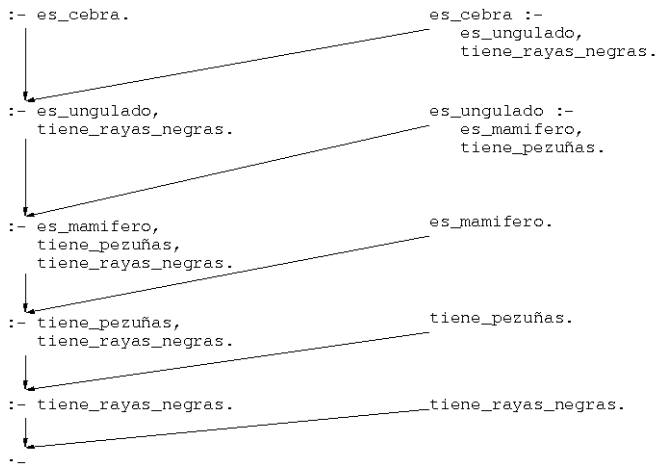 :- es_cebra.
es_cebra :-
es_ungulado,
tiene_rayas_negras.
:- es_ungulado,
tiene_rayas_negras.
es_ungulado :-
es_mamifero,
tiene_pezuñas.
:- es_mamifero,
tiene_pezuñas,
tiene_rayas_negras.
es_mamifero.
:- tiene_pezuñas,
tiene_rayas_negras.
tiene_pezuñas.
:- tiene_rayas_negras.
tiene_rayas_negras.
:-